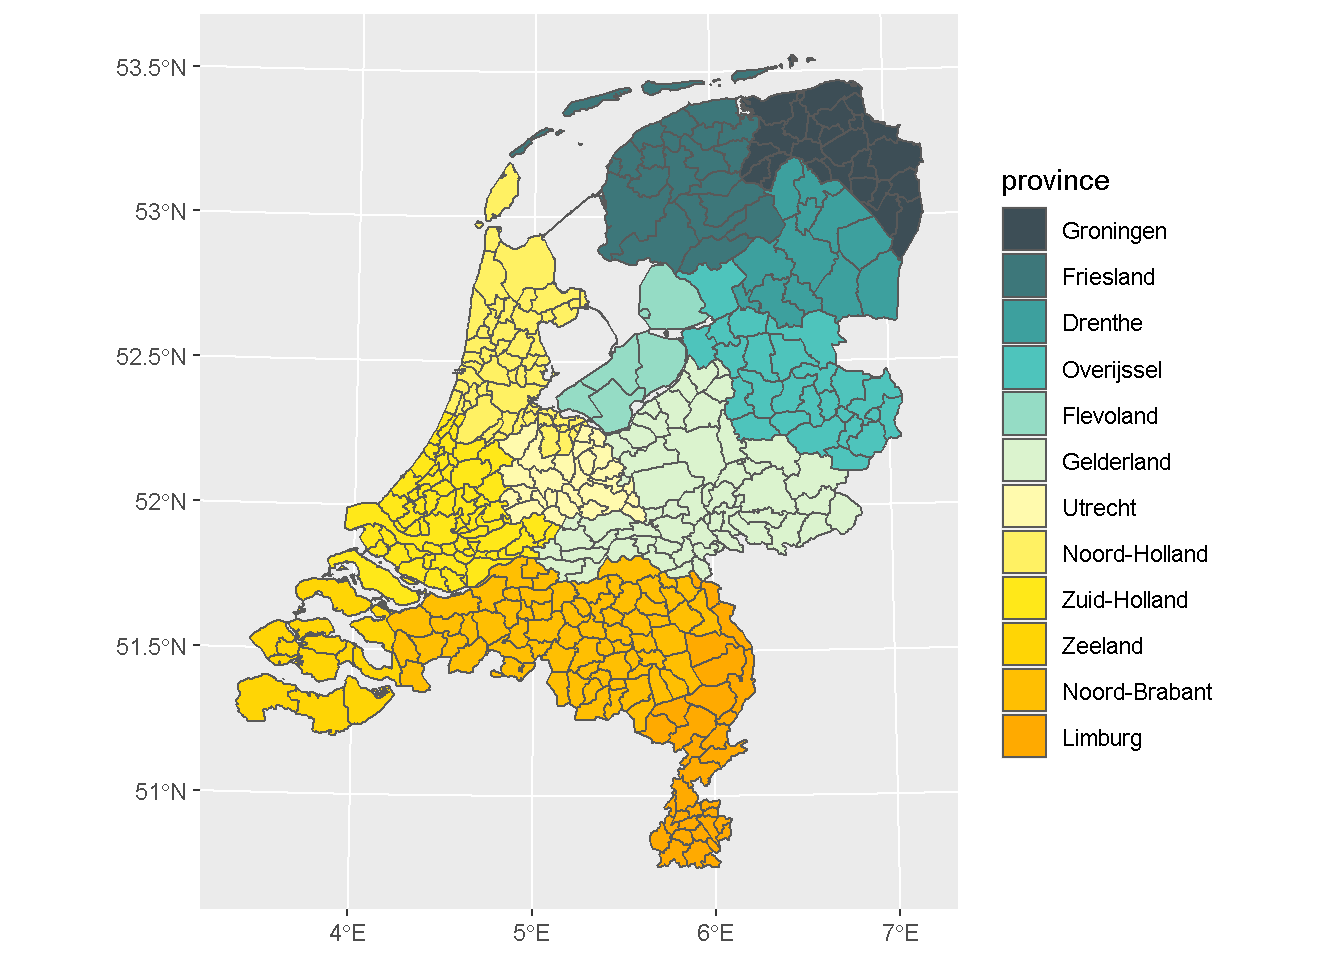 53.5°N
53°N
52.5°N
52°N
51.5°N
51°N
4°E
5°E
6°E
7°E
province
Groningen
Friesland
Drenthe
Overijssel
Flevoland
Gelderland
Utrecht
Noord-Holland
Zuid-Holland
Zeeland
Noord-Brabant
Limburg